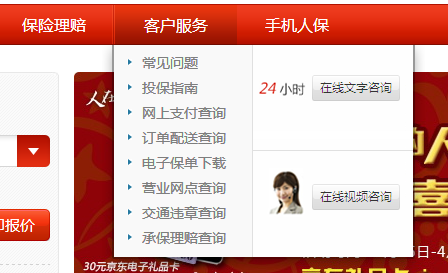 保险理赔 客户服务 手机人保
常见问题
投保指南
网上支付查询
订单配送查询
电子保单下载
营业网点查询
交通违章查询
承保理赔查询
24 小时 在线文字咨询
在线视频咨询
人在
报价
30元京东电子礼品卡